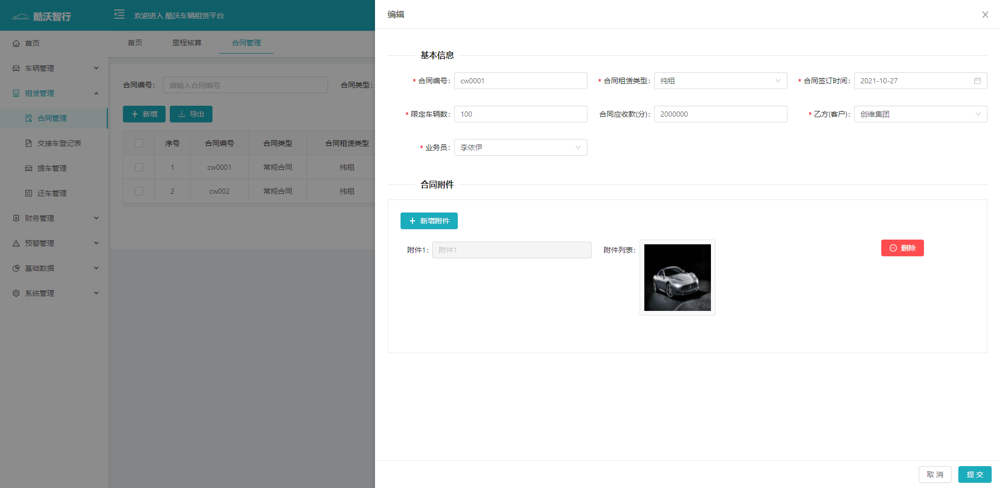 COOLWELL 酷沃智行
欢迎进入 酷沃车辆租赁平台
首页
车辆管理
租赁管理
合同管理
交接车登记表
提车管理
还车管理
财务管理
预警管理
基础数据
系统管理
首页 里程核算 合同管理
合同编号： 请输入合同编号 合同类型：
新增 导出
序号 合同编号 合同类型 合同租赁类型
1 cw0001 常规合同 纯租
2 cw002 常规合同 纯租
编辑
基本信息
* 合同编号： cw0001 * 合同租赁类型： 纯租 * 合同签订时间： 2021-10-27
* 限定车辆数： 100 合同应收款(分)： 2000000 * 乙方(客户)： 创维集团
* 业务员： 李依伊
合同附件
新增附件
附件1： 附件1 附件列表： 删除
取 消 提 交